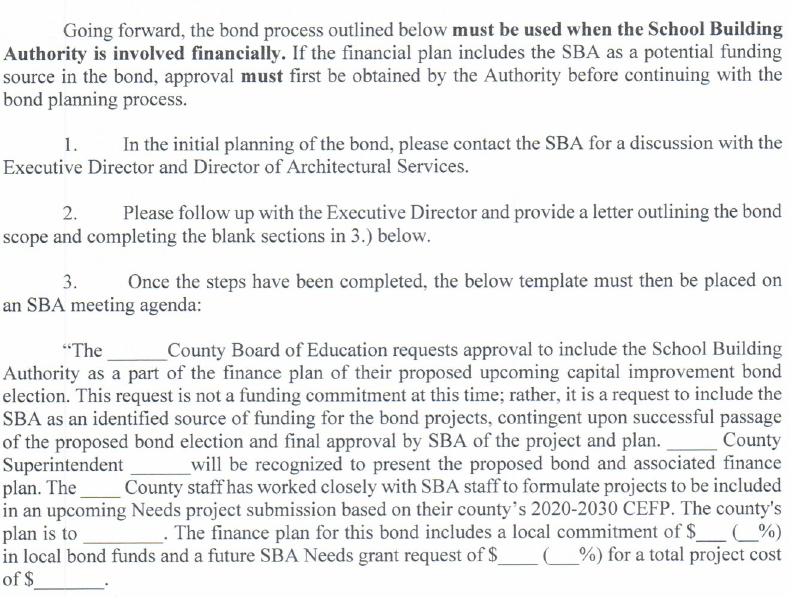 Going forward, the bond process outlined below must be used when the School Building
Authority is involved financially. If the financial plan includes the SBA as a potential funding
source in the bond, approval must first be obtained by the Authority before continuing with the
bond planning process.
1. In the initial planning of the bond, please contact the SBA for a discussion with the
Executive Director and Director of Architectural Services.
2. Please follow up with the Executive Director and provide a letter outlining the bond
scope and completing the blank sections in 3.) below.
3. Once the steps have been completed, the below template must then be placed on
an SBA meeting agenda:
“The ______County Board of Education requests approval to include the School Building
Authority as a part of the finance plan of their proposed upcoming capital improvement bond
election. This request is not a funding commitment at this time; rather, it is a request to include the
SBA as an identified source of funding for the bond projects, contingent upon successful passage
of the proposed bond election and final approval by SBA of the project and plan. _____ County
Superintendent ______will be recognized to present the proposed bond and associated finance
plan. The ____ County staff has worked closely with SBA staff to formulate projects to be included
in an upcoming Needs project submission based on their county’s 2020-2030 CEFP. The county's
plan is to ________. The finance plan for this bond includes a local commitment of $___ (__%)
in local bond funds and a future SBA Needs grant request of $____ (___%) for a total project cost
of $_______.